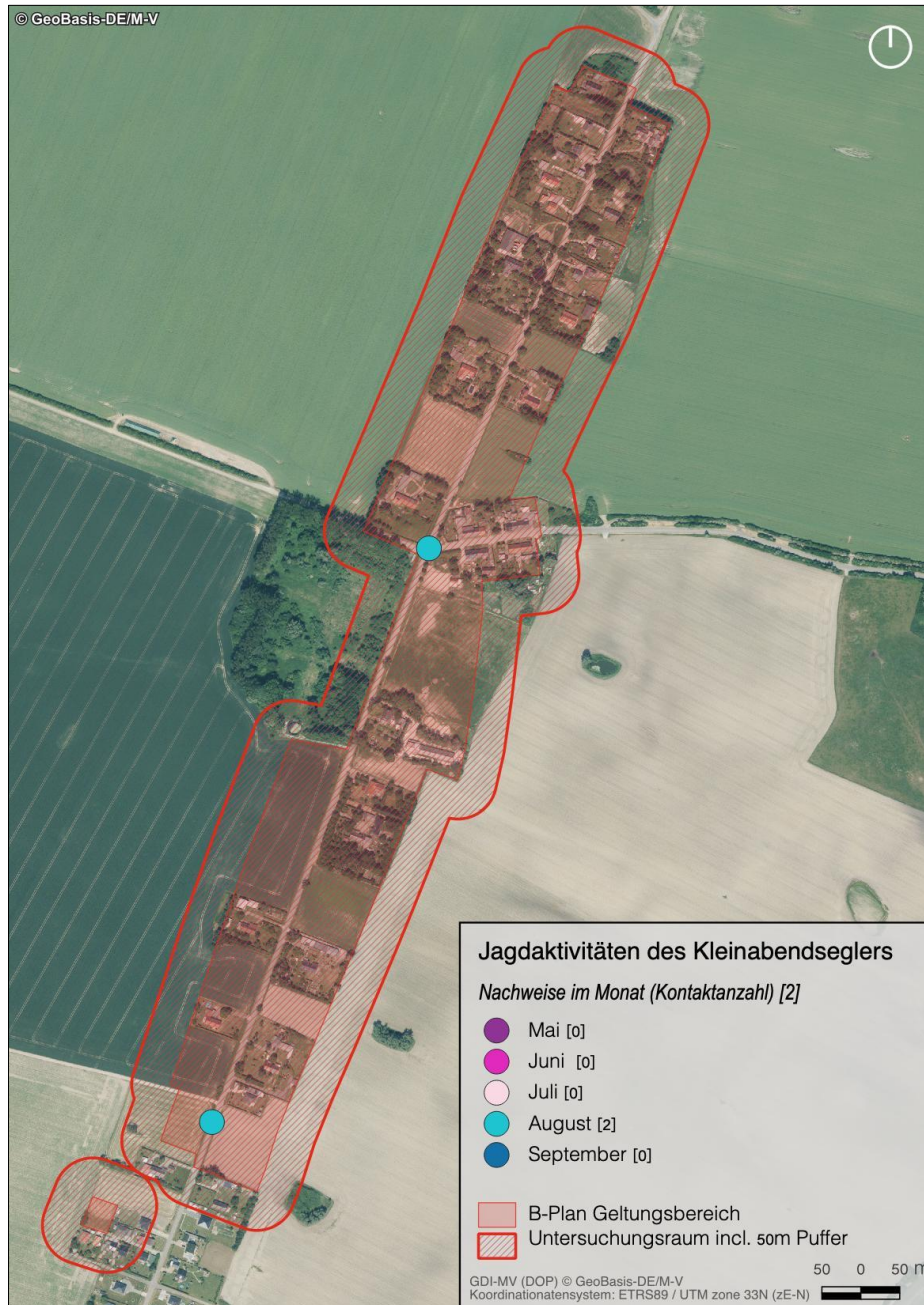 © GeoBasis-DE/M-V
Jagdaktivitäten des Kleinabendseglers
Nachweise im Monat (Kontaktanzahl) [2]
Mai [0]
Juni [0]
Juli [0]
August [2]
September [0]
B-Plan Geltungsbereich
Untersuchungsraum incl. 50m Puffer
GDI-MV (DOP) © GeoBasis-DE/M-V
Koordinationatensystem: ETRS89 / UTM zone 33N (zE-N)
50 0 50 m